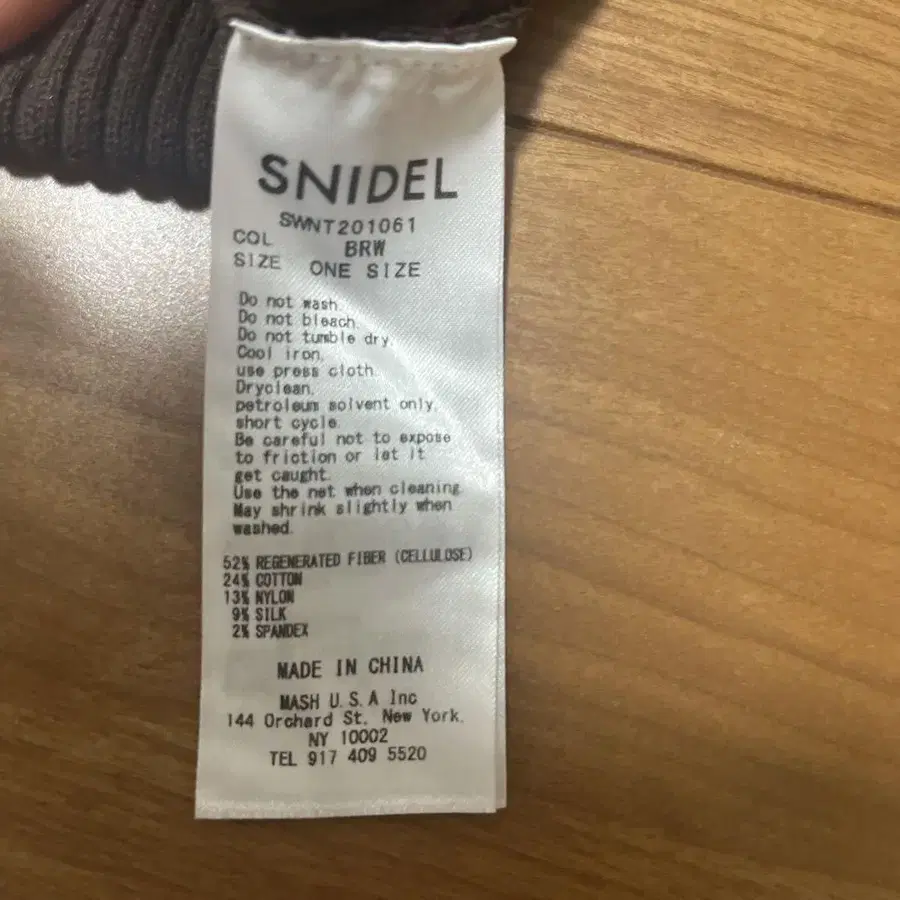 SNIDEL
SWNT201061
COL BRW
SIZE ONE SIZE
Do not wash.
Do not bleach.
Do not tumble dry.
Cool iron,
use press cloth.
Dryclean,
petroleum solvent only,
short cycle.
Be careful not to expose
to friction or let it
get caught.
Use the net when cleaning.
May shrink slightly when
washed.
52% REGENERATED FIBER (CELLULOSE)
24% COTTON
13% NYLON
9% SILK
2% SPANDEX
MADE IN CHINA
MASH U.S.A Inc
144 Orchard St. New York,
NY 10002
TEL 917 409 5520